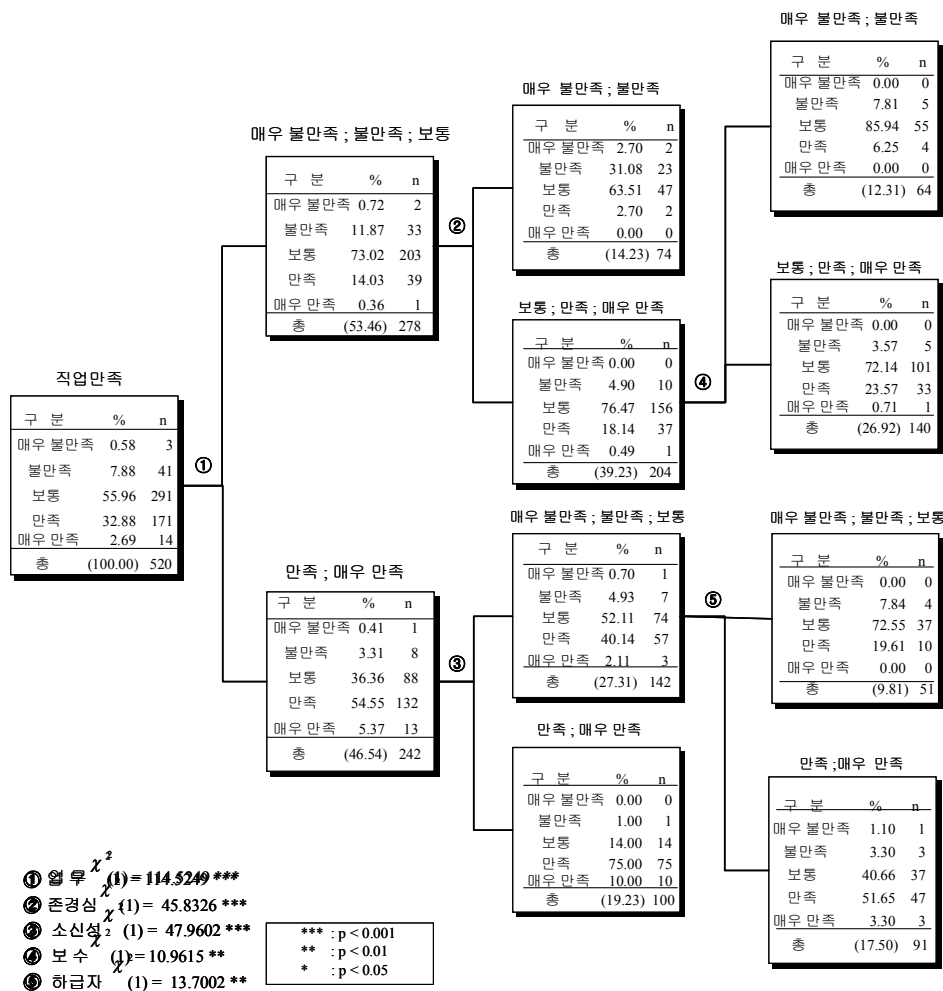 직업만족
구 분 % n
매우 불만족 0.58 3
불만족 7.88 41
보통 55.96 291
만족 32.88 171
매우 만족 2.69 14
총 (100.00) 520
①
매우 불만족 ; 불만족 ; 보통
구 분 % n
매우 불만족 0.72 2
불만족 11.87 33
보통 73.02 203
만족 14.03 39
매우 만족 0.36 1
총 (53.46) 278
만족 ; 매우 만족
구 분 % n
매우 불만족 0.41 1
불만족 3.31 8
보통 36.36 88
만족 54.55 132
매우 만족 5.37 13
총 (46.54) 242
②
매우 불만족 ; 불만족
구 분 % n
매우 불만족 2.70 2
불만족 31.08 23
보통 63.51 47
만족 2.70 2
매우 만족 0.00 0
총 (14.23) 74
보통 ; 만족 ; 매우 만족
구 분 % n
매우 불만족 0.00 0
불만족 4.90 10
보통 76.47 156
만족 18.14 37
매우 만족 0.49 1
총 (39.23) 204
③
매우 불만족 ; 불만족 ; 보통
구 분 % n
매우 불만족 0.70 1
불만족 4.93 7
보통 52.11 74
만족 40.14 57
매우 만족 2.11 3
총 (27.31) 142
만족 ; 매우 만족
구 분 % n
매우 불만족 0.00 0
불만족 1.00 1
보통 14.00 14
만족 75.00 75
매우 만족 10.00 10
총 (19.23) 100
④
매우 불만족 ; 불만족
구 분 % n
매우 불만족 0.00 0
불만족 7.81 5
보통 85.94 55
만족 6.25 4
매우 만족 0.00 0
총 (12.31) 64
보통 ; 만족 ; 매우 만족
구 분 % n
매우 불만족 0.00 0
불만족 3.57 5
보통 72.14 101
만족 23.57 33
매우 만족 0.71 1
총 (26.92) 140
⑤
매우 불만족 ; 불만족 ; 보통
구 분 % n
매우 불만족 0.00 0
불만족 7.84 4
보통 72.55 37
만족 19.61 10
매우 만족 0.00 0
총 (9.81) 51
만족 ;매우 만족
구 분 % n
매우 불만족 1.10 1
불만족 3.30 3
보통 40.66 37
만족 51.65 47
매우 만족 3.30 3
총 (17.50) 91
① 업 무 χ² (1) = 114.5249 ***
② 존경심 χ (1) = 45.8326 ***
③ 소신성 χ² (1) = 47.9602 ***
④ 보 수 χ (1) = 10.9615 **
⑤ 하급자 χ (1) = 13.7002 **
*** : p < 0.001
** : p < 0.01
* : p < 0.05